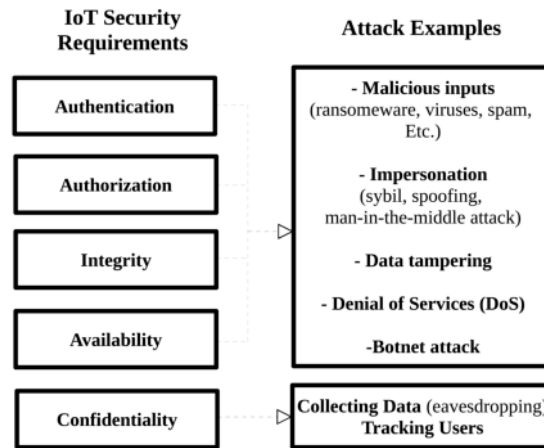 IoT Security
Requirements
Authentication
Authorization
Integrity
Availability
Confidentiality
Attack Examples
- Malicious inputs
(ransomeware, viruses, spam,
Etc.)
- Impersonation
(sybil, spoofing,
man-in-the-middle attack)
- Data tampering
- Denial of Services (DoS)
-Botnet attack
Collecting Data (eavesdropping)
Tracking Users